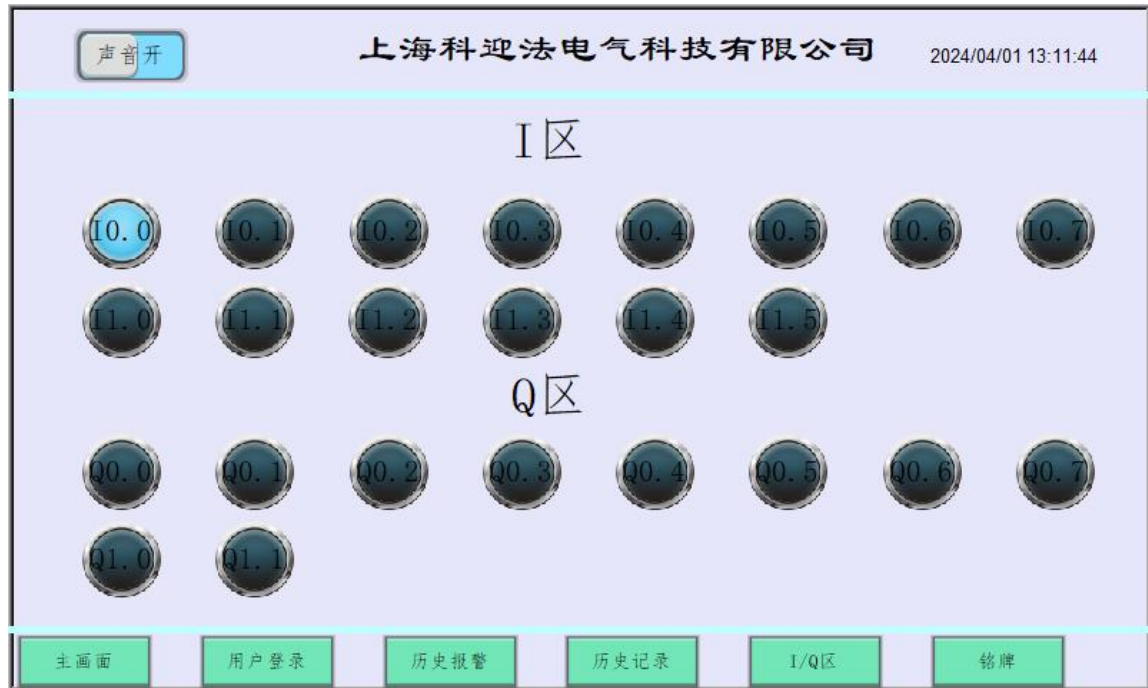 声音开 上海科迎法电气科技有限公司 2024/04/01 13:11:44
I区
I0.0 I0.1 I0.2 I0.3 I0.4 I0.5 I0.6 I0.7
I1.0 I1.1 I1.2 I1.3 I1.4 I1.5
Q区
Q0.0 Q0.1 Q0.2 Q0.3 Q0.4 Q0.5 Q0.6 Q0.7
Q1.0 Q1.1
主画面 用户登录 历史报警 历史记录 I/Q区 铭牌